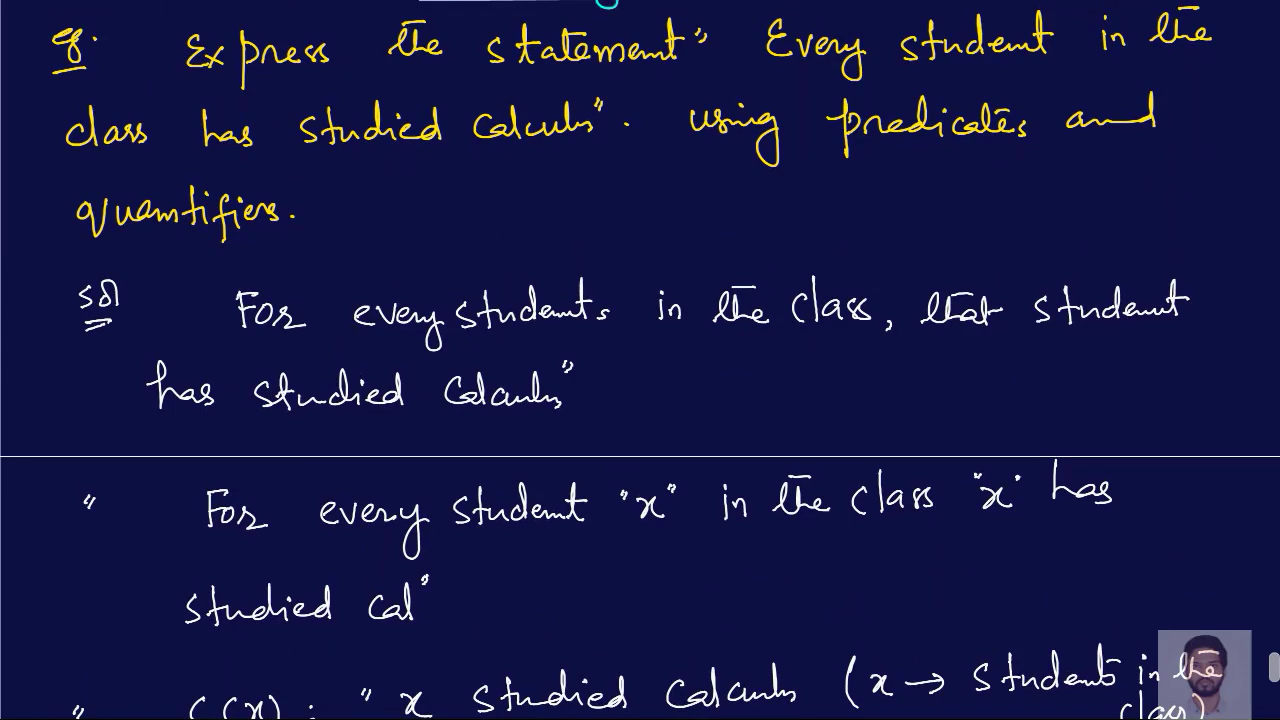 eg. Express the statement " Every student in the
class has studied calculus". using predicates and
quantifiers.
sol For every students in the class, that student
has studied calculus"
" For every student "x" in the class "x" has
studied cal"
" C(x) : " x studied calculus (x → students in the
class)